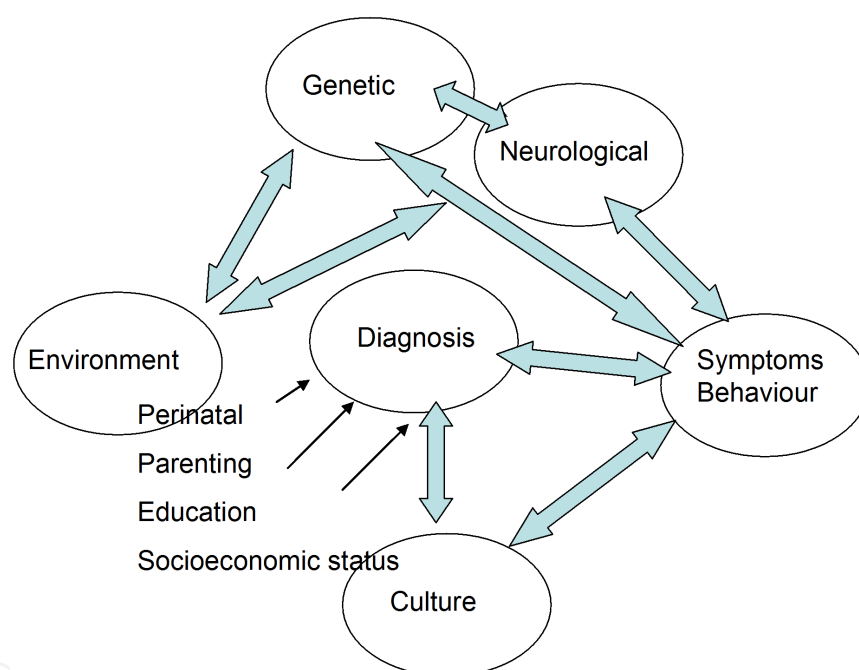 Genetic
Neurological
Diagnosis
Environment
Symptoms
Behaviour
Perinatal
Parenting
Education
Socioeconomic status
Culture